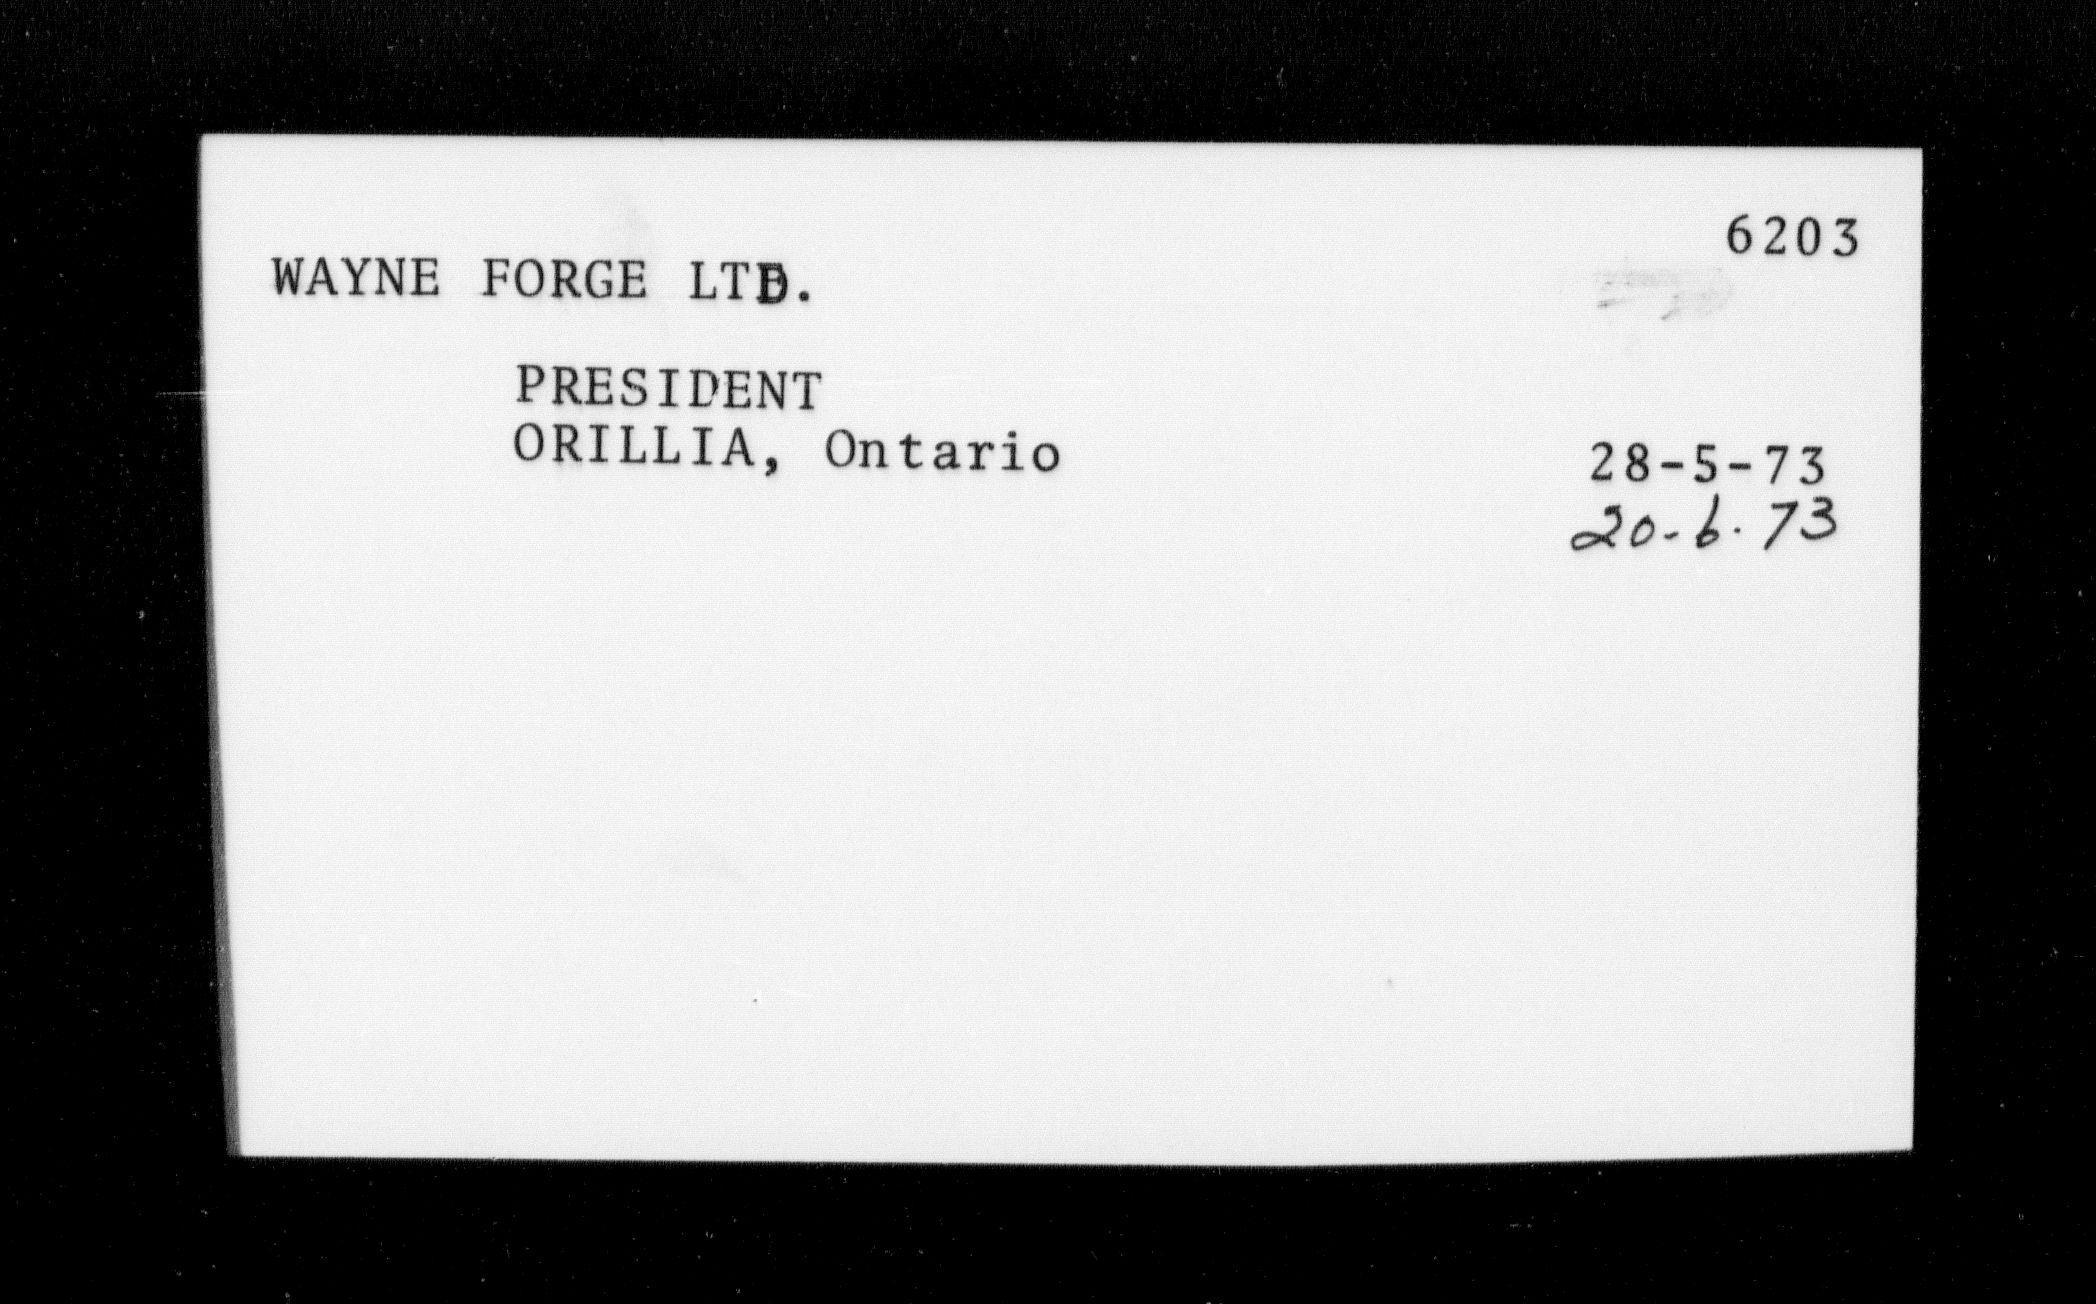 6203
WAYNE FORGE LTD.
PRESIDENT
ORILLIA, Ontario
28-5-73
20-6.73